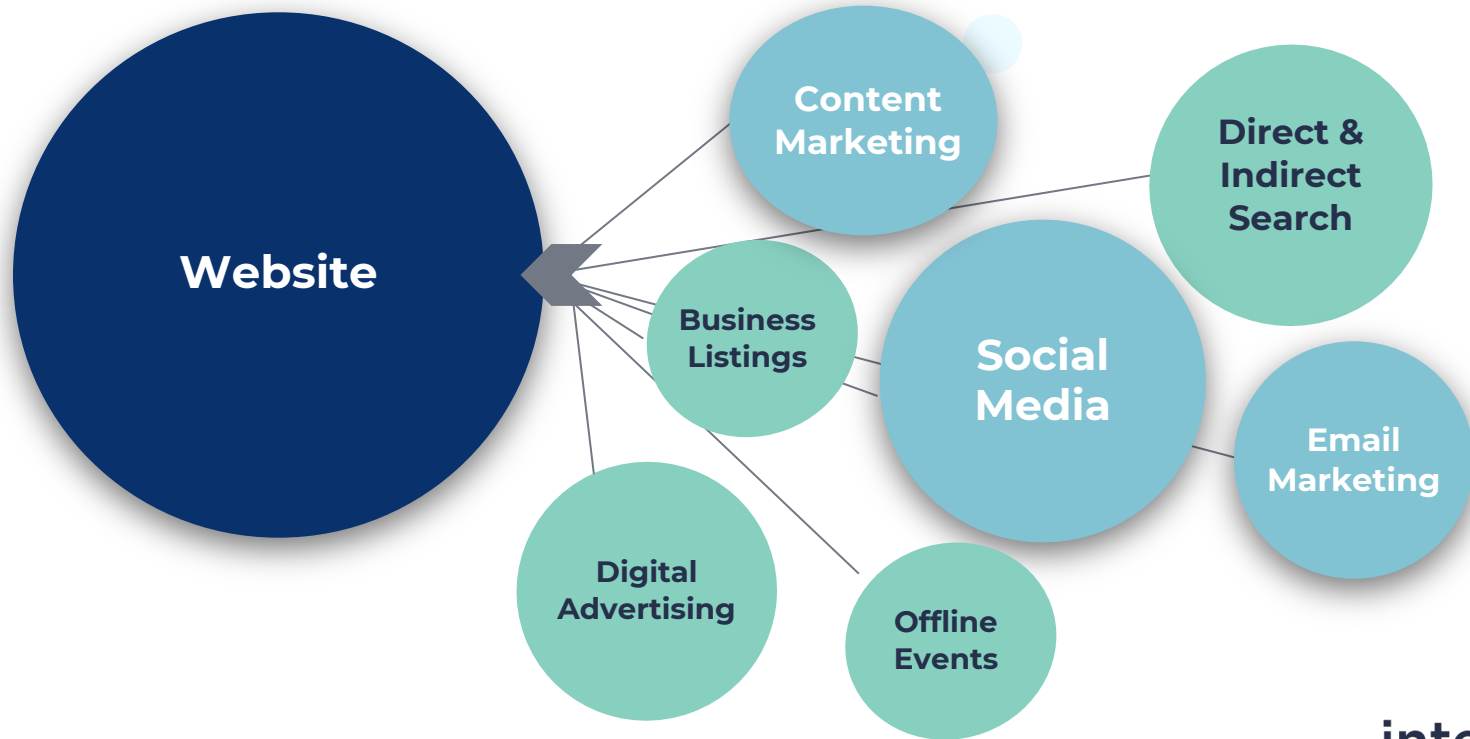 Website
Content
Marketing
Direct &
Indirect
Search
Business
Listings
Social
Media
Email
Marketing
Digital
Advertising
Offline
Events